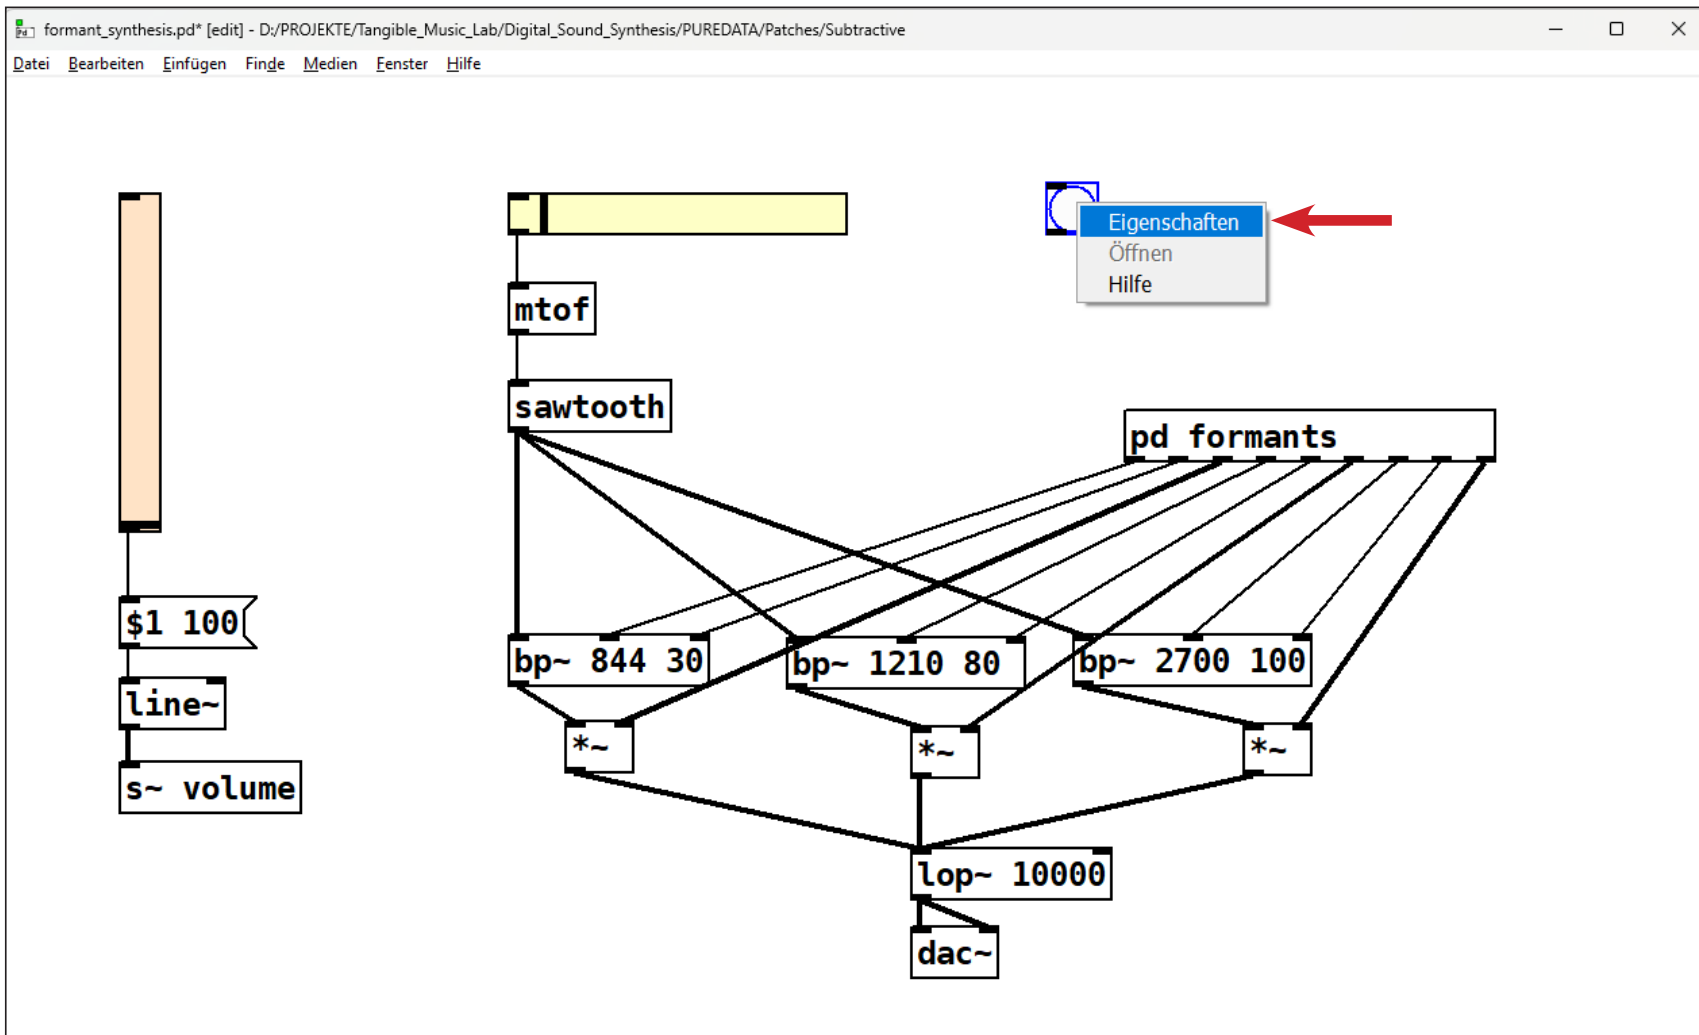 formant_synthesis.pd* [edit] - D:/PROJEKTE/Tangible_Music_Lab/Digital_Sound_Synthesis/PUREDATA/Patches/Subtractive
Datei Bearbeiten Einfügen Finde Medien Fenster Hilfe
Eigenschaften
Öffnen
Hilfe
mtof
sawtooth
pd formants
$1 100
bp~ 844 30
bp~ 1210 80
bp~ 2700 100
line~
*~
*~
*~
s~ volume
lop~ 10000
dac~